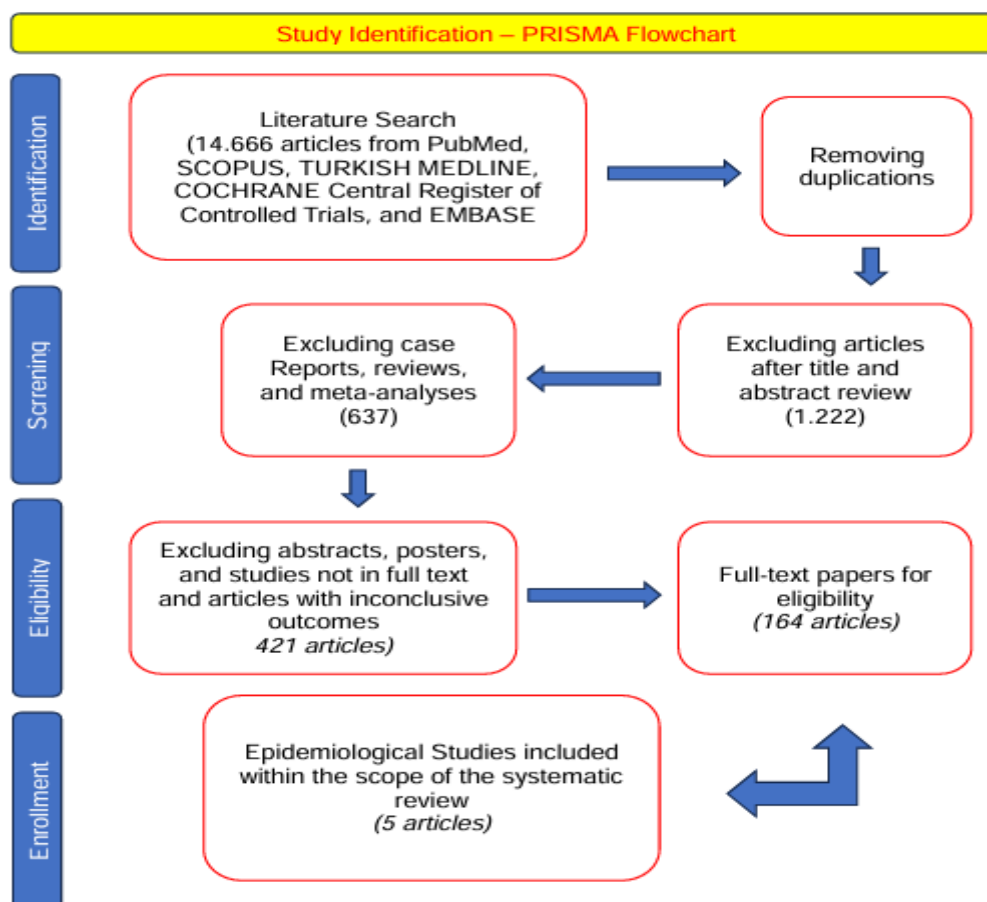 Study Identification – PRISMA Flowchart
Identification
Literature Search
(14.666 articles from PubMed,
SCOPUS, TURKISH MEDLINE,
COCHRANE Central Register of
Controlled Trials, and EMBASE
Removing
duplications
Scrrening
Excluding case
Reports, reviews,
and meta-analyses
(637)
Excluding articles
after title and
abstract review
(1.222)
Eligibility
Excluding abstracts, posters,
and studies not in full text
and articles with inconclusive
outcomes
421 articles)
Full-text papers for
eligibility
(164 articles)
Enrollment
Epidemiological Studies included
within the scope of the systematic
review
(5 articles)